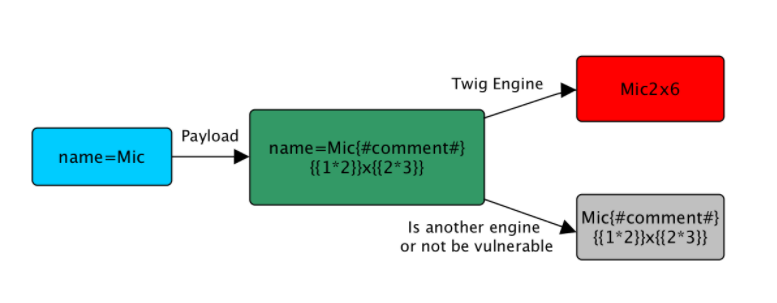 name=Mic
Payload
name=Mic{#comment#}
{{1*2}}x{{2*3}}
Twig Engine
Mic2x6
Is another engine
or not be vulnerable
Mic{#comment#}
{{1*2}}x{{2*3}}